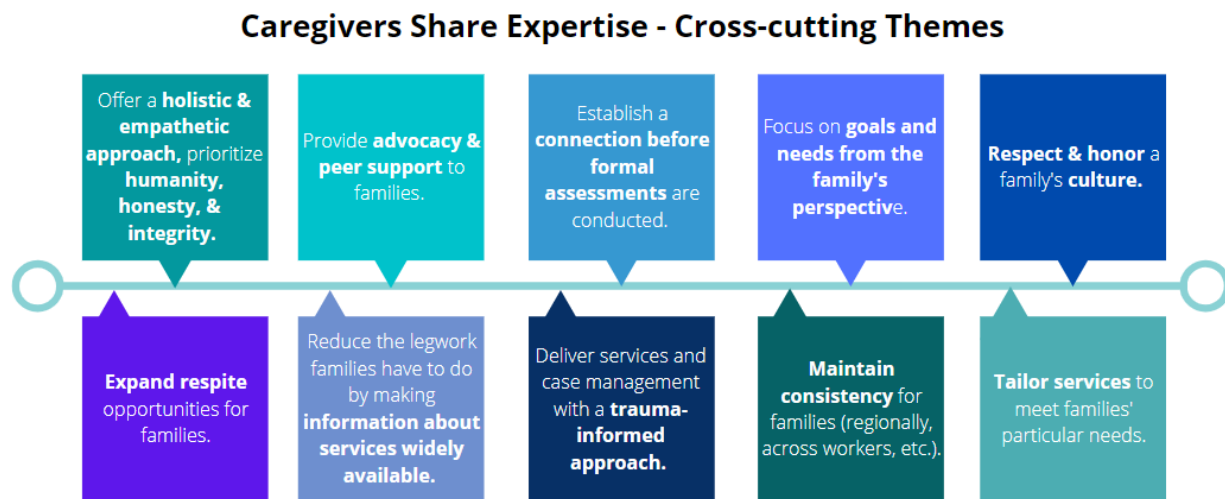 Caregivers Share Expertise - Cross-cutting Themes
Offer a holistic &
empathetic
approach, prioritize
humanity,
honesty, &
integrity.
Provide advocacy &
peer support to
families.
Establish a
connection before
formal
assessments are
conducted.
Focus on goals and
needs from the
family's
perspective.
Respect & honor a
family's culture.
Expand respite
opportunities for
families.
Reduce the legwork
families have to do
by making
information about
services widely
available.
Deliver services and
case management
with a trauma-
informed
approach.
Maintain
consistency for
families (regionally,
across workers, etc.).
Tailor services to
meet families'
particular needs.